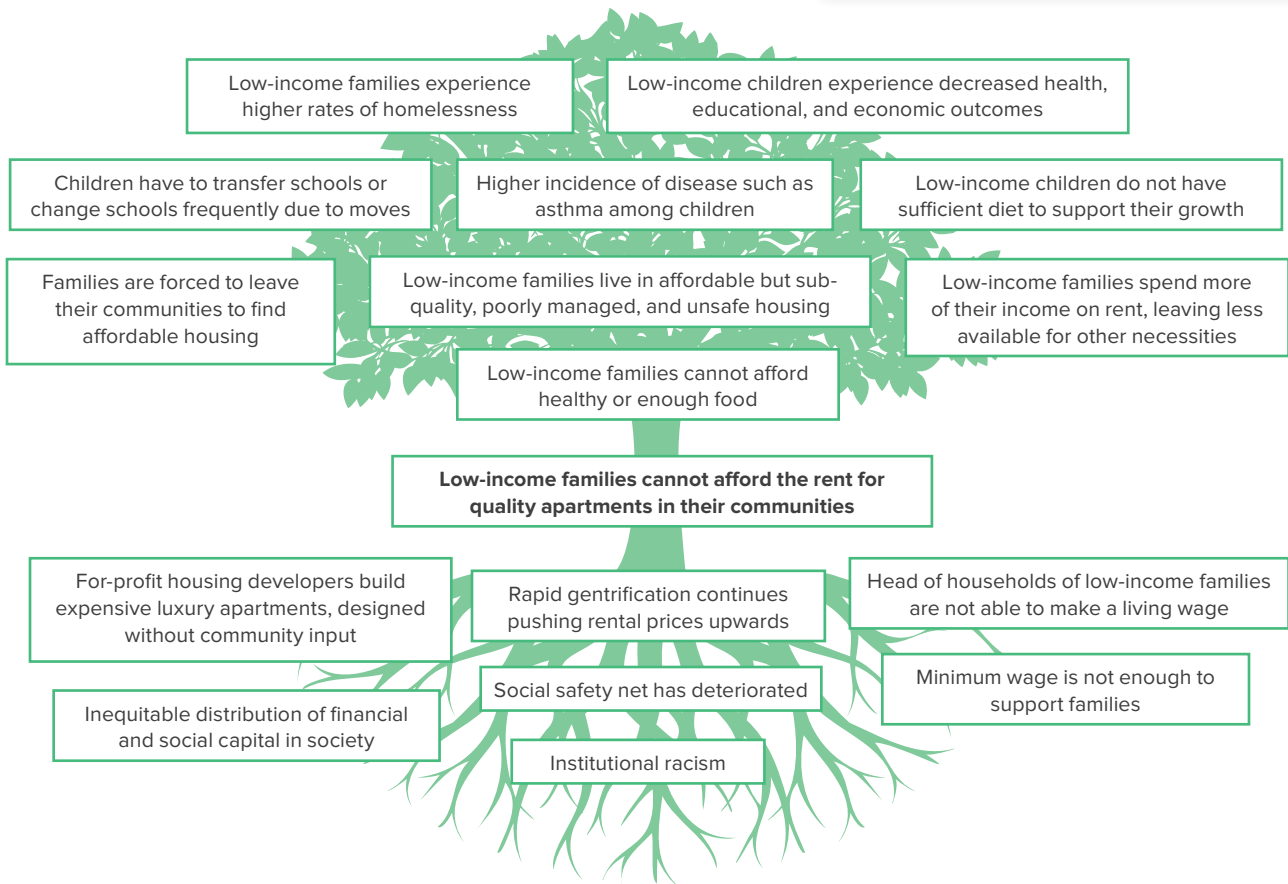 Low-income families experience
higher rates of homelessness
Low-income children experience decreased health,
educational, and economic outcomes
Children have to transfer schools or
change schools frequently due to moves
Higher incidence of disease such as
asthma among children
Low-income children do not have
sufficient diet to support their growth
Families are forced to leave
their communities to find
affordable housing
Low-income families live in affordable but sub-
quality, poorly managed, and unsafe housing
Low-income families spend more
of their income on rent, leaving less
available for other necessities
Low-income families cannot afford
healthy or enough food
Low-income families cannot afford the rent for
quality apartments in their communities
For-profit housing developers build
expensive luxury apartments, designed
without community input
Rapid gentrification continues
pushing rental prices upwards
Head of households of low-income families
are not able to make a living wage
Inequitable distribution of financial
and social capital in society
Social safety net has deteriorated
Minimum wage is not enough to
support families
Institutional racism